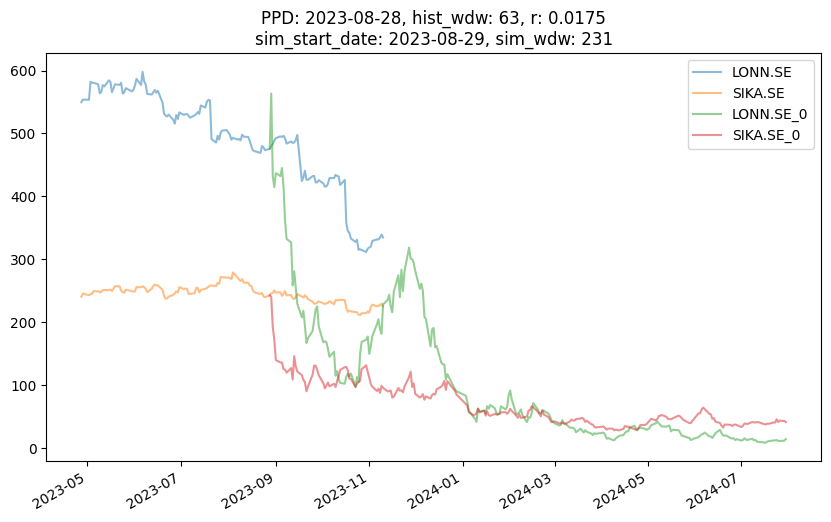 PPD: 2023-08-28, hist_wdw: 63, r: 0.0175
sim_start_date: 2023-08-29, sim_wdw: 231
LONN.SE
SIKA.SE
LONN.SE_0
SIKA.SE_0
600
500
400
300
200
100
0
2023-05
2023-07
2023-09
2023-11
2024-01
2024-03
2024-05
2024-07